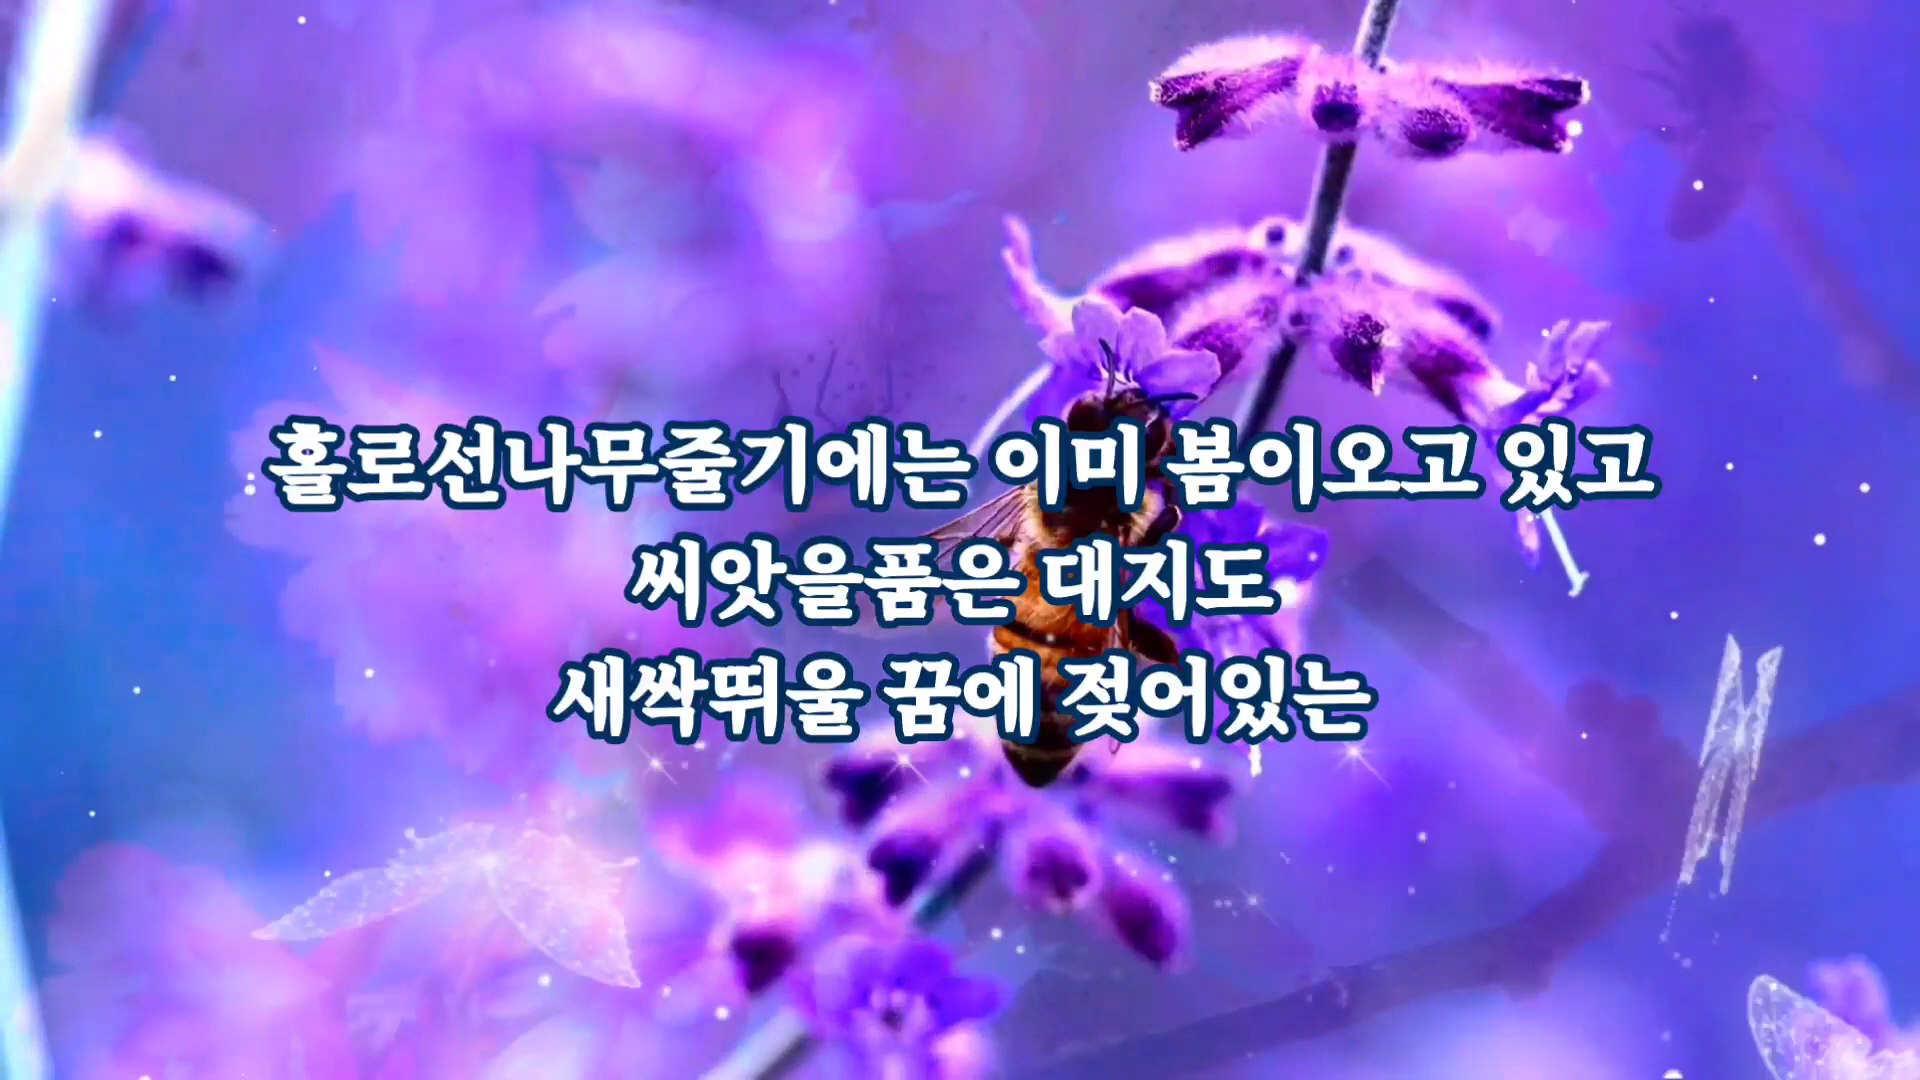 홀로선나무줄기에는 이미 봄이오고 있고
씨앗을품은 대지도
새싹뛰울 꿈에 젖어있는